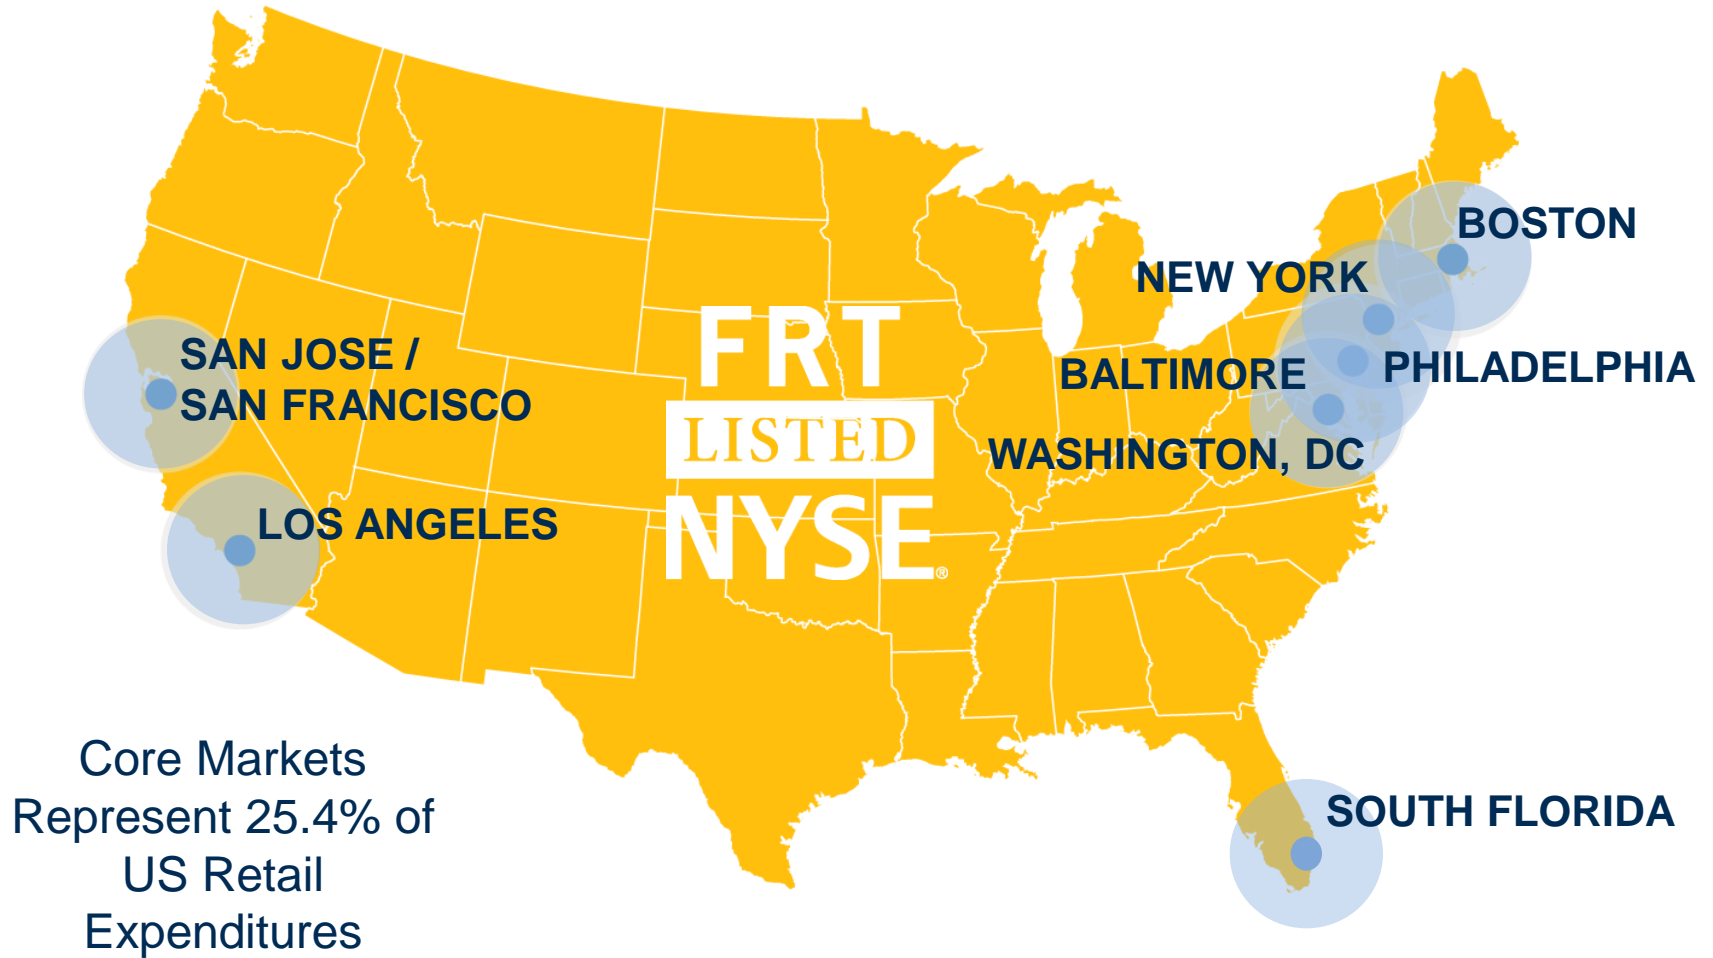 BOSTON
NEW YORK
SAN JOSE /
SAN FRANCISCO
FRT
LISTED
NYSE®
BALTIMORE
PHILADELPHIA
WASHINGTON, DC
LOS ANGELES
Core Markets
Represent 25.4% of
US Retail
Expenditures
SOUTH FLORIDA